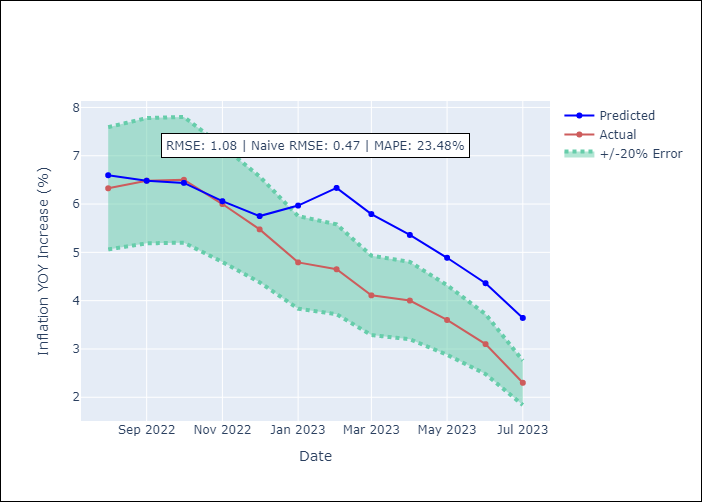 RMSE: 1.08 | Naive RMSE: 0.47 | MAPE: 23.48%
Predicted
Actual
+/-20% Error
Inflation YOY Increase (%)
8
7
6
5
4
3
2
Sep 2022
Nov 2022
Jan 2023
Mar 2023
May 2023
Jul 2023
Date